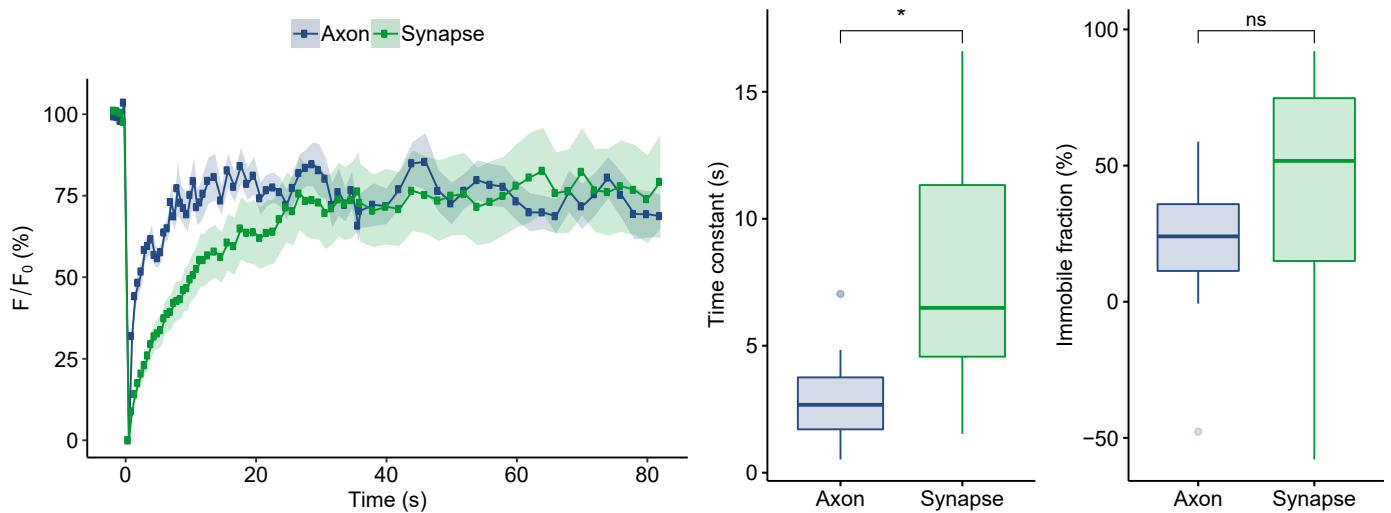 Axon Synapse
F/F0 (%)
100
75
50
25
0
0 20 40 60 80
Time (s)
*
Time constant (s)
15
10
5
0
Axon Synapse
ns
Immobile fraction (%)
100
50
0
−50
Axon Synapse